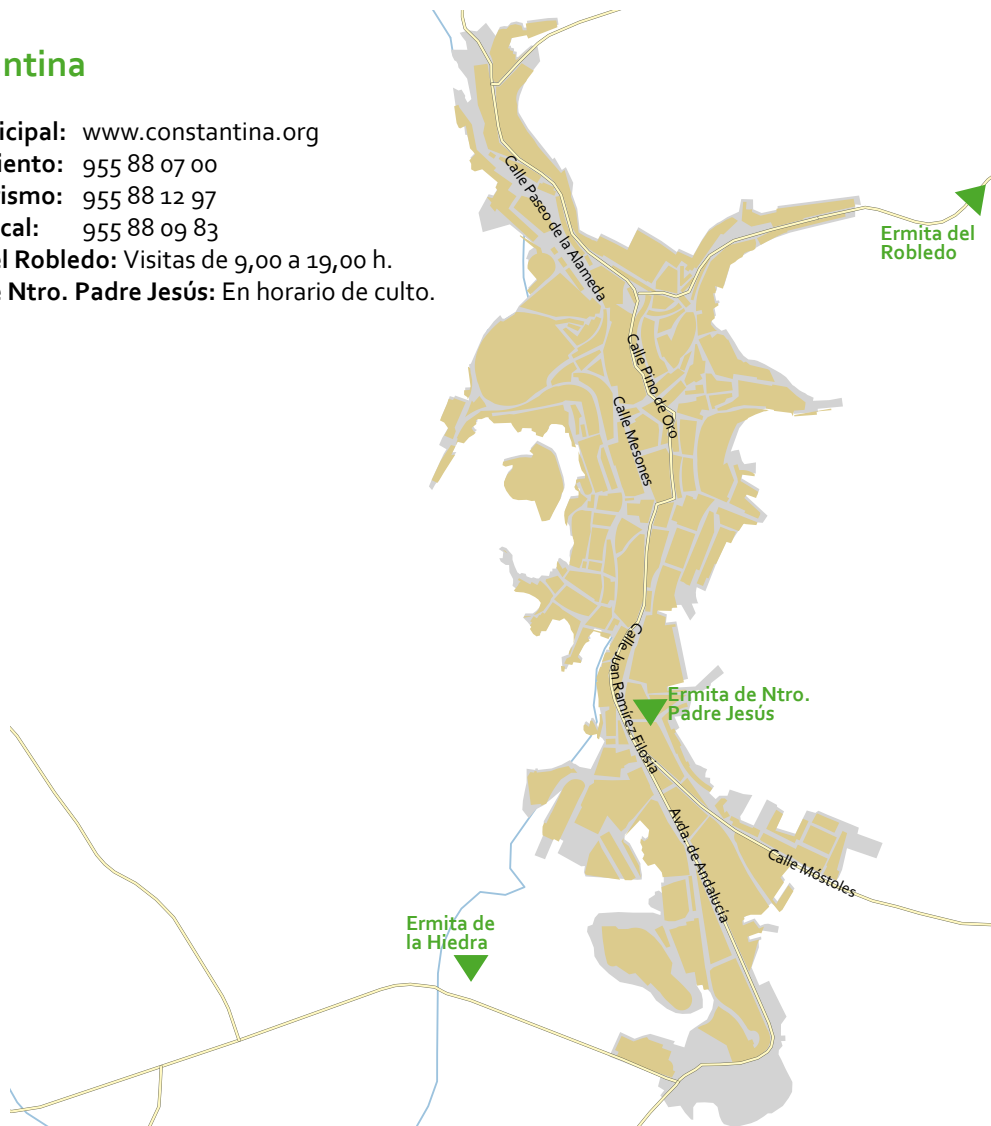 ntina
icipal: www.constantina.org
iento: 955 88 07 00
rismo: 955 88 12 97
cal: 955 88 09 83
el Robledo: Visitas de 9,00 a 19,00 h.
e Ntro. Padre Jesús: En horario de culto.
Calle Paseo de la Alameda
Ermita del
Robledo
Calle Pino de Oro
Calle Mesones
Calle Juan Ramírez Filosia
Ermita de Ntro.
Padre Jesús
Avda. de Andalucía
Calle Móstoles
Ermita de
la Hiedra